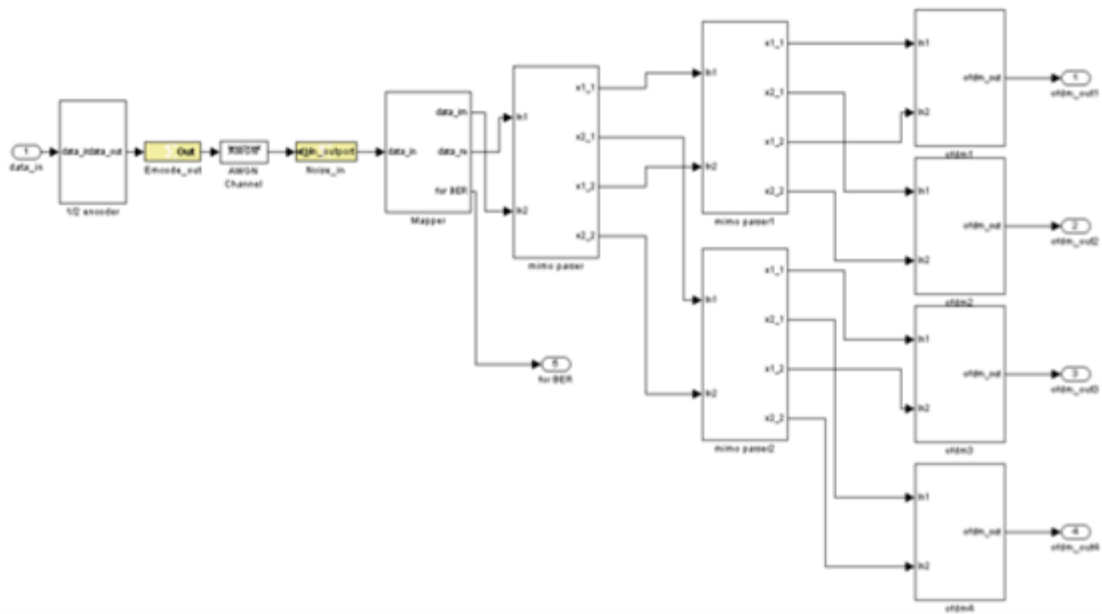 1
data_in
data_in data_out
1/2 encoder
Out
Emcode_out
AWGN
AWGN
Channel
Noise_in
data_in
data_im
data_re
for BER
Mapper
In1
In2
x1_1
x2_1
x1_2
x2_2
mimo parser
5
for BER
In1
In2
x1_1
x2_1
x1_2
x2_2
mimo parser1
In1
In2
x1_1
x2_1
x1_2
x2_2
mimo parser2
In1
In2
ofdm_out
ofdm1
1
ofdm_out1
In1
In2
ofdm_out
ofdm2
2
ofdm_out2
In1
In2
ofdm_out
ofdm3
3
ofdm_out3
In1
In2
ofdm_out
ofdm4
4
ofdm_out4